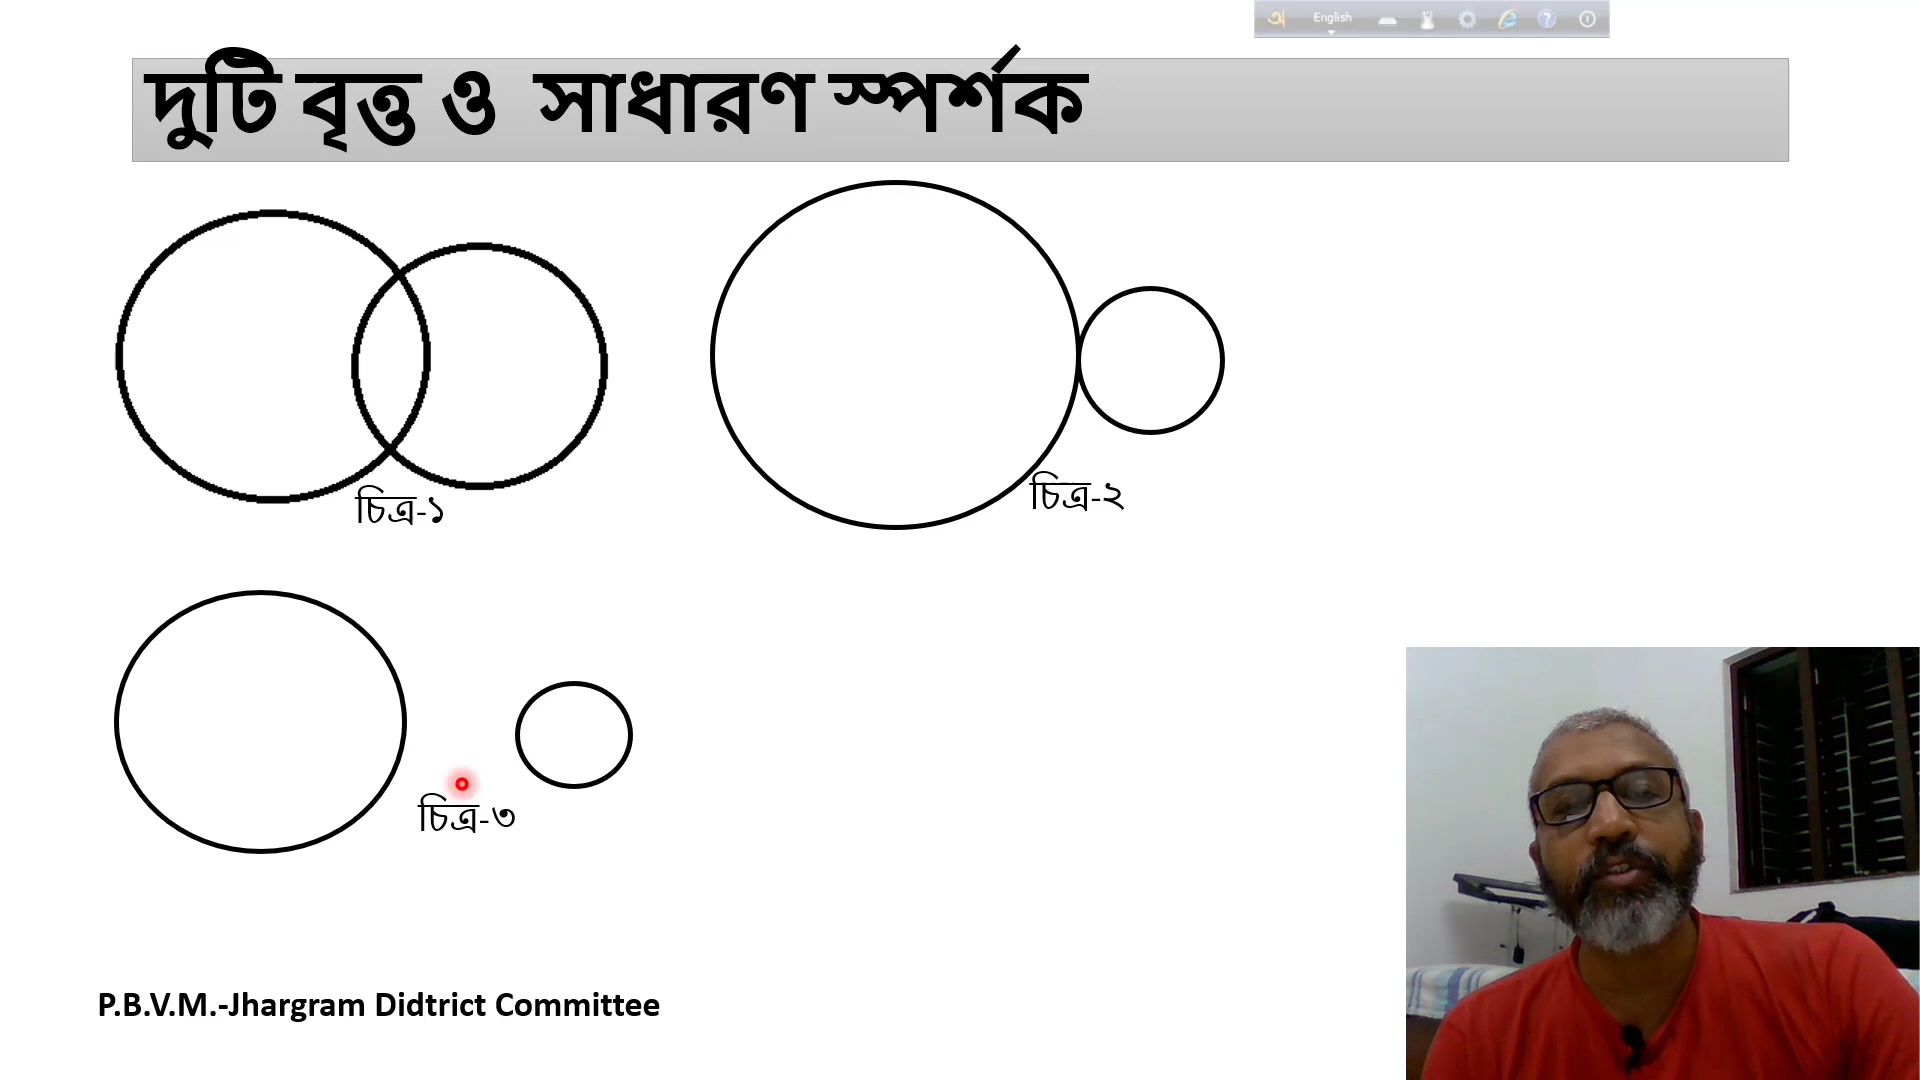 অ English
দুটি বৃত্ত ও সাধারণ স্পর্শক
চিত্র-১
চিত্র-২
চিত্র-৩
P.B.V.M.-Jhargram Didtrict Committee